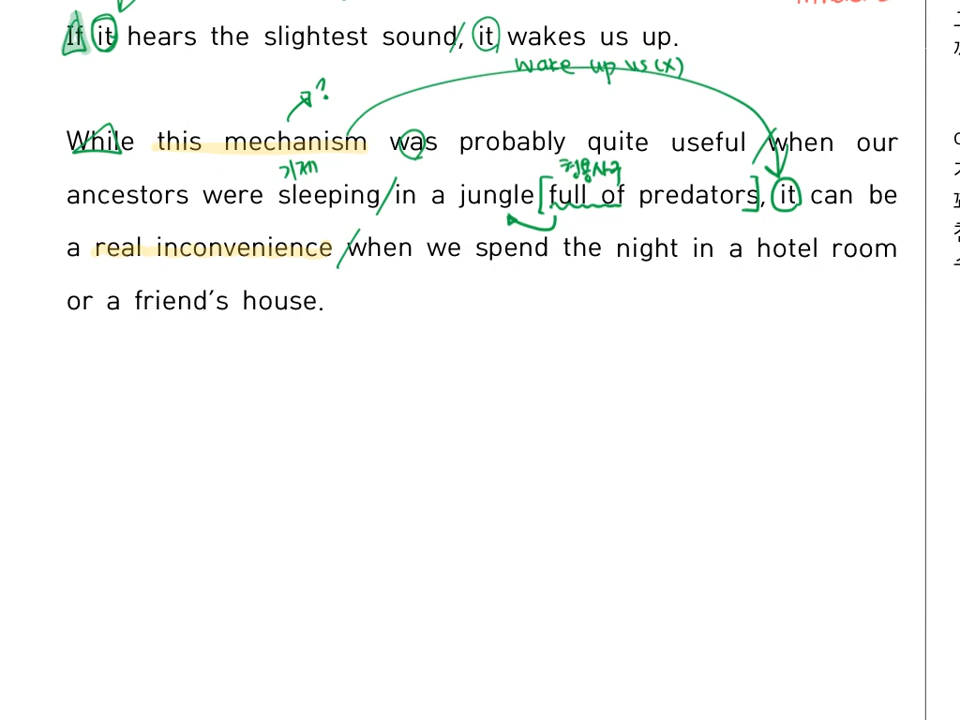 If it hears the slightest sound, it wakes us up.
wake up us (x)
?
While this mechanism was probably quite useful when our
기제
형용사구
ancestors were sleeping in a jungle [full of predators], it can be
a real inconvenience when we spend the night in a hotel room
or a friend's house.